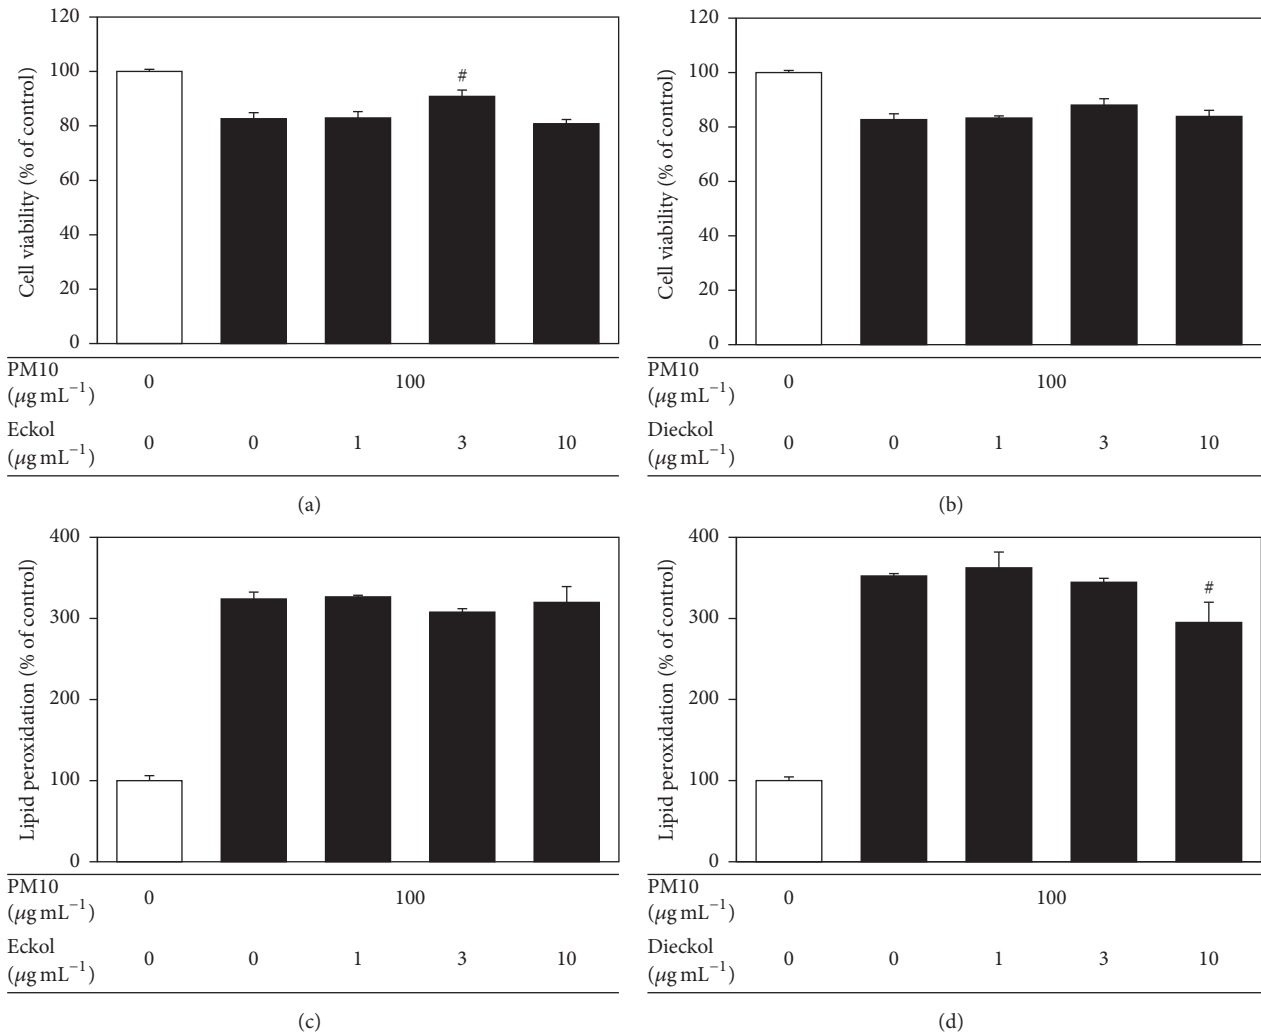 120
100
80
60
40
20
0
Cell viability (% of control)
#
PM10
(μg mL−1)
0
100
Eckol
(μg mL−1)
0 0 1 3 10
(a)
120
100
80
60
40
20
0
Cell viability (% of control)
PM10
(μg mL−1)
0
100
Dieckol
(μg mL−1)
0 0 1 3 10
(b)
400
300
200
100
0
Lipid peroxidation (% of control)
PM10
(μg mL−1)
0
100
Eckol
(μg mL−1)
0 0 1 3 10
(c)
400
300
200
100
0
Lipid peroxidation (% of control)
#
PM10
(μg mL−1)
0
100
Dieckol
(μg mL−1)
0 0 1 3 10
(d)